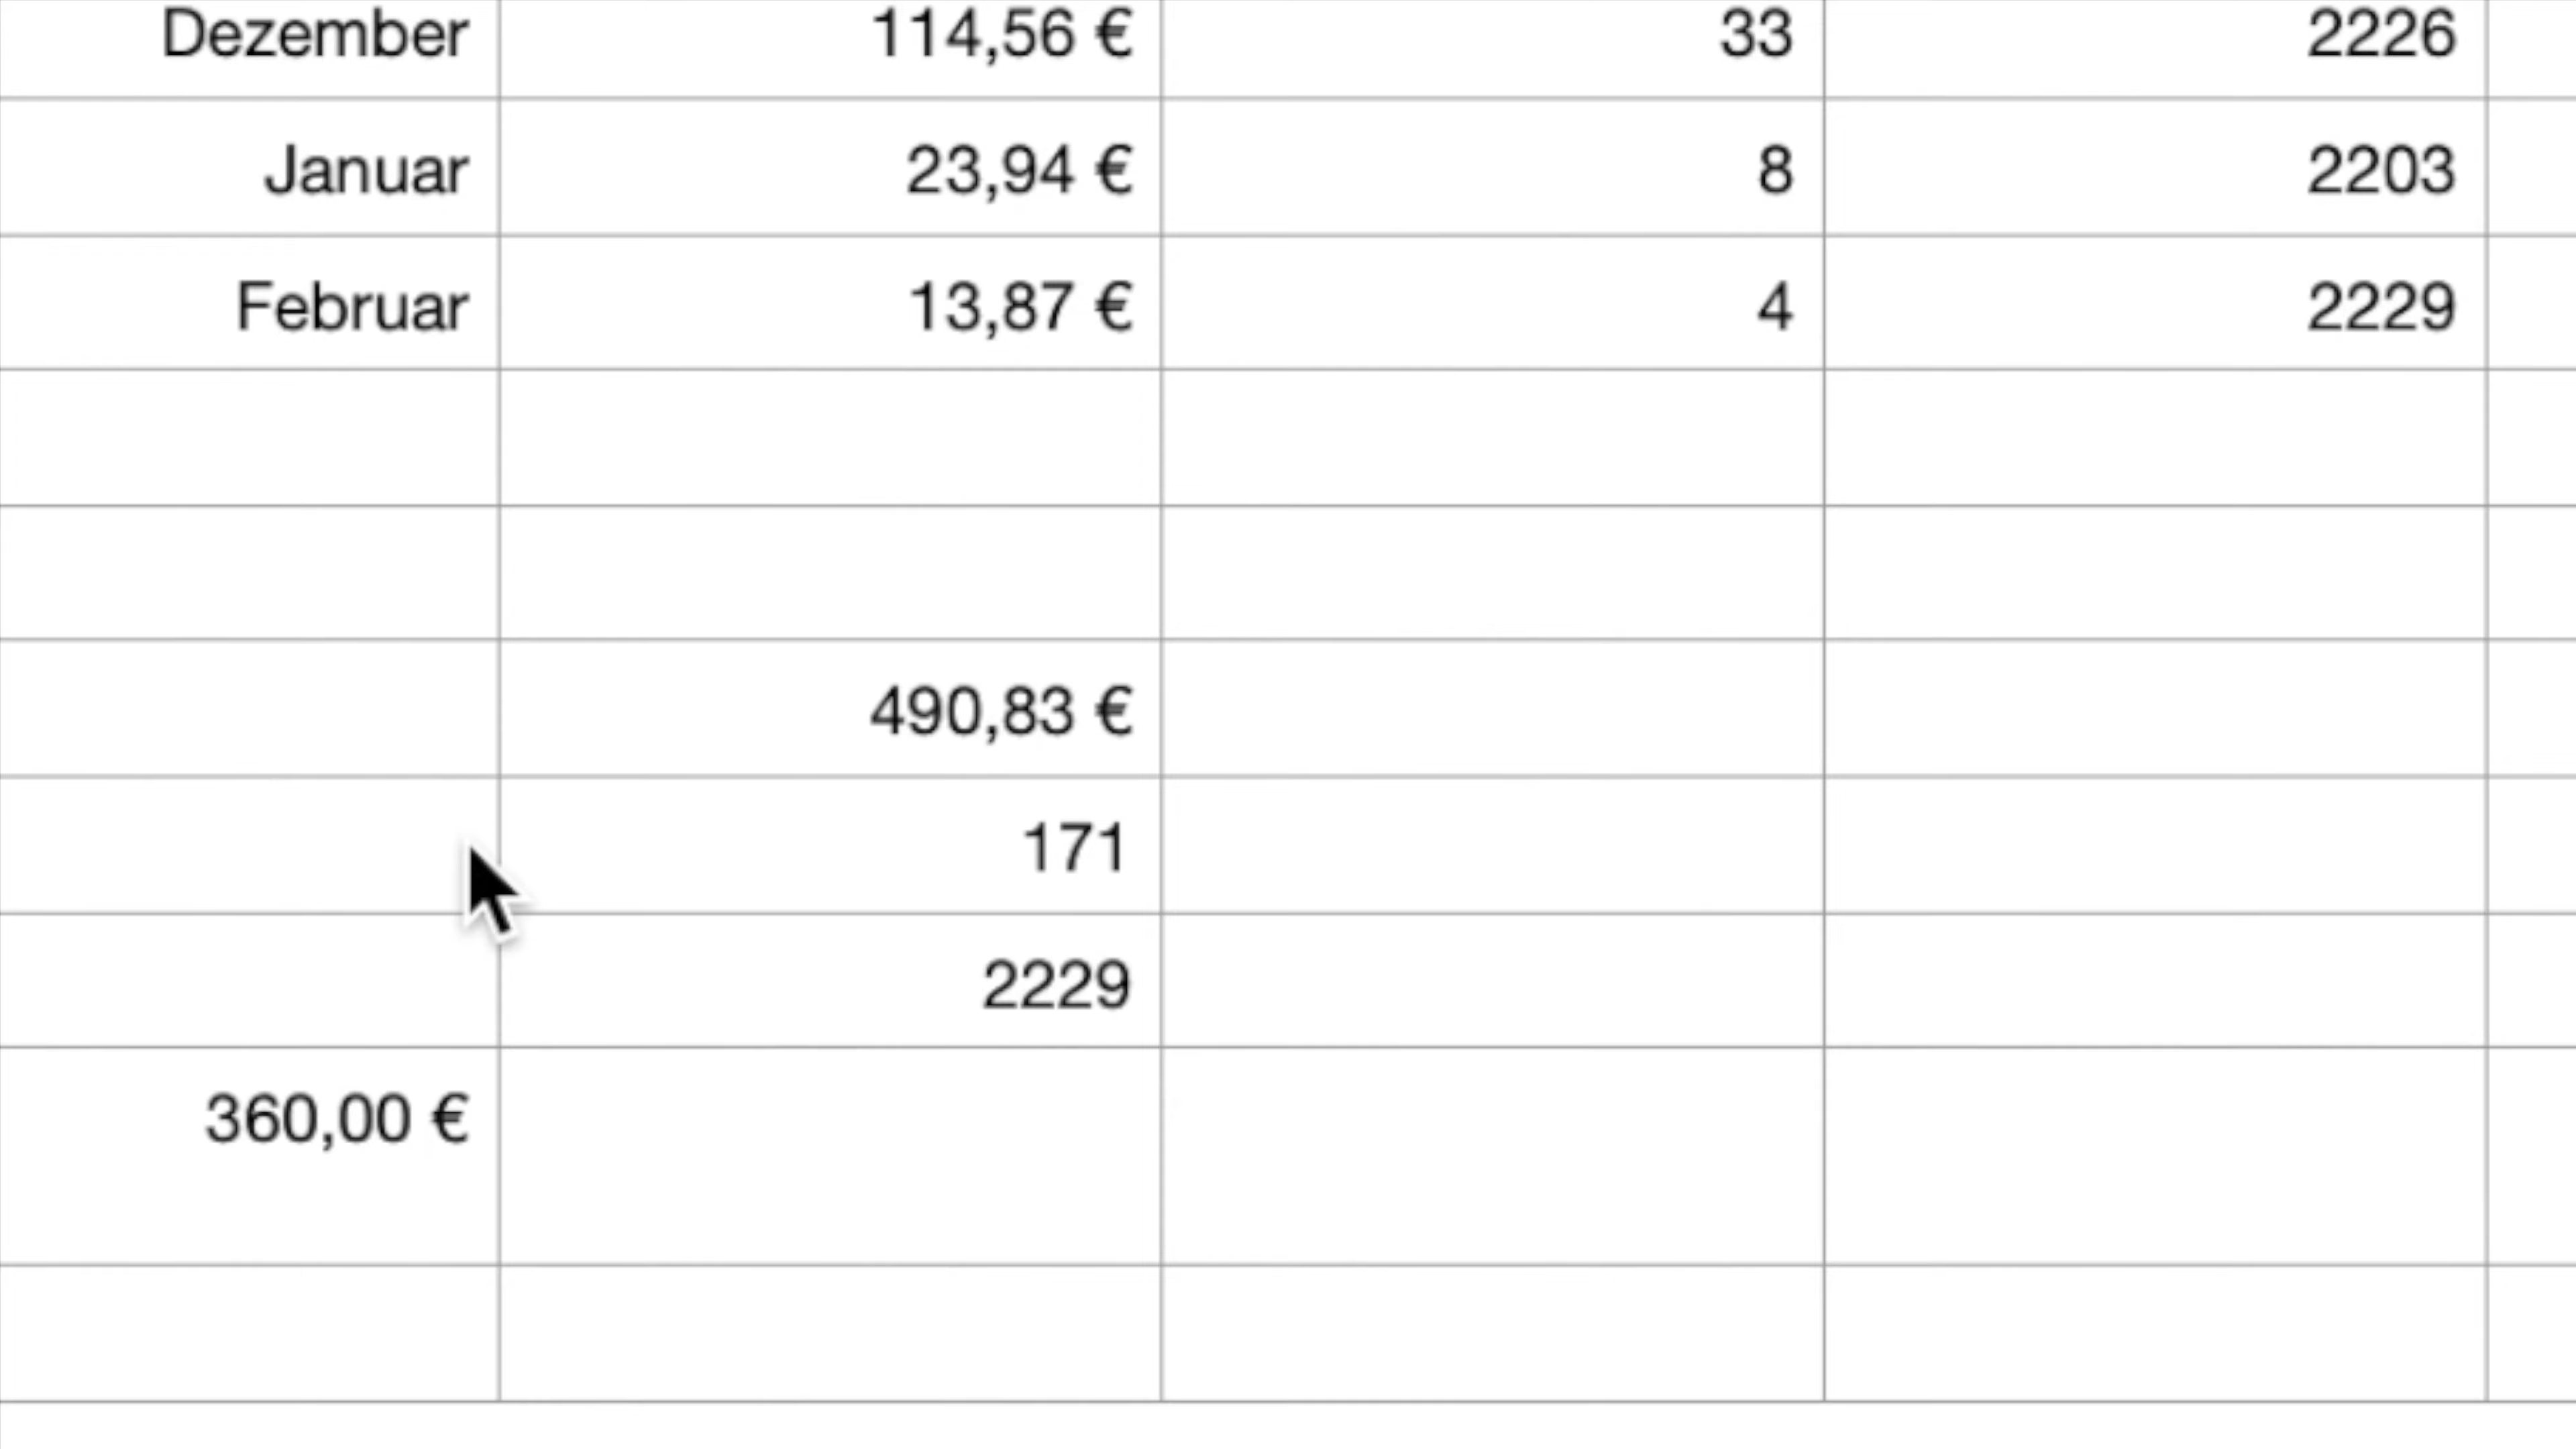 Dezember 114,56 € 33 2226
Januar 23,94 € 8 2203
Februar 13,87 € 4 2229
490,83 €
171
2229
360,00 €